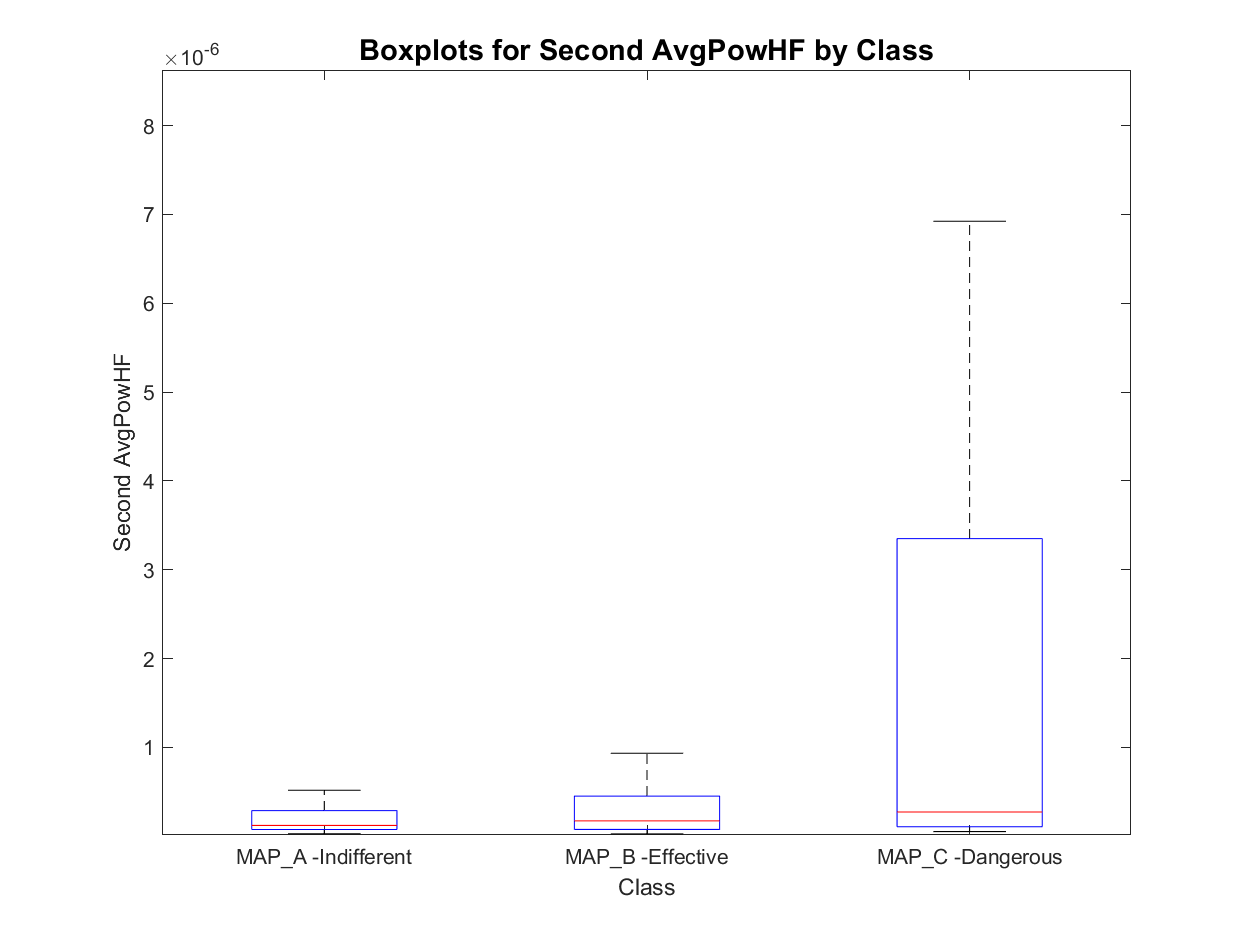 Boxplots for Second AvgPowHF by Class
×10-6
8
7
6
5
4
3
2
1
Second AvgPowHF
MAP_A -Indifferent
MAP_B -Effective
MAP_C -Dangerous
Class